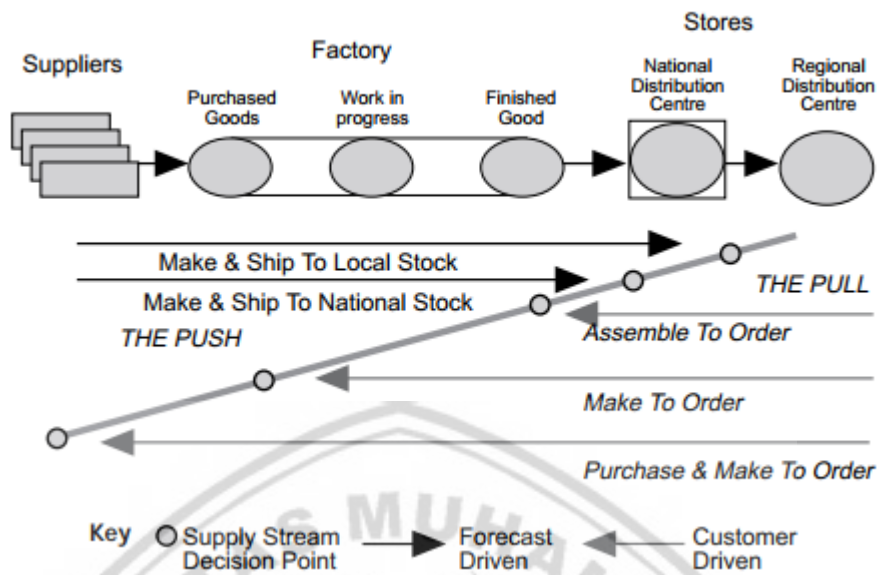 Stores
Factory
Suppliers
National
Distribution
Centre
Regional
Distribution
Centre
Purchased
Goods
Work in
progress
Finished
Good
Make & Ship To Local Stock
Make & Ship To National Stock
THE PULL
THE PUSH
Assemble To Order
Make To Order
Purchase & Make To Order
MUHA
Key
Supply Stream
Decision Point
Forecast
Driven
Customer
Driven